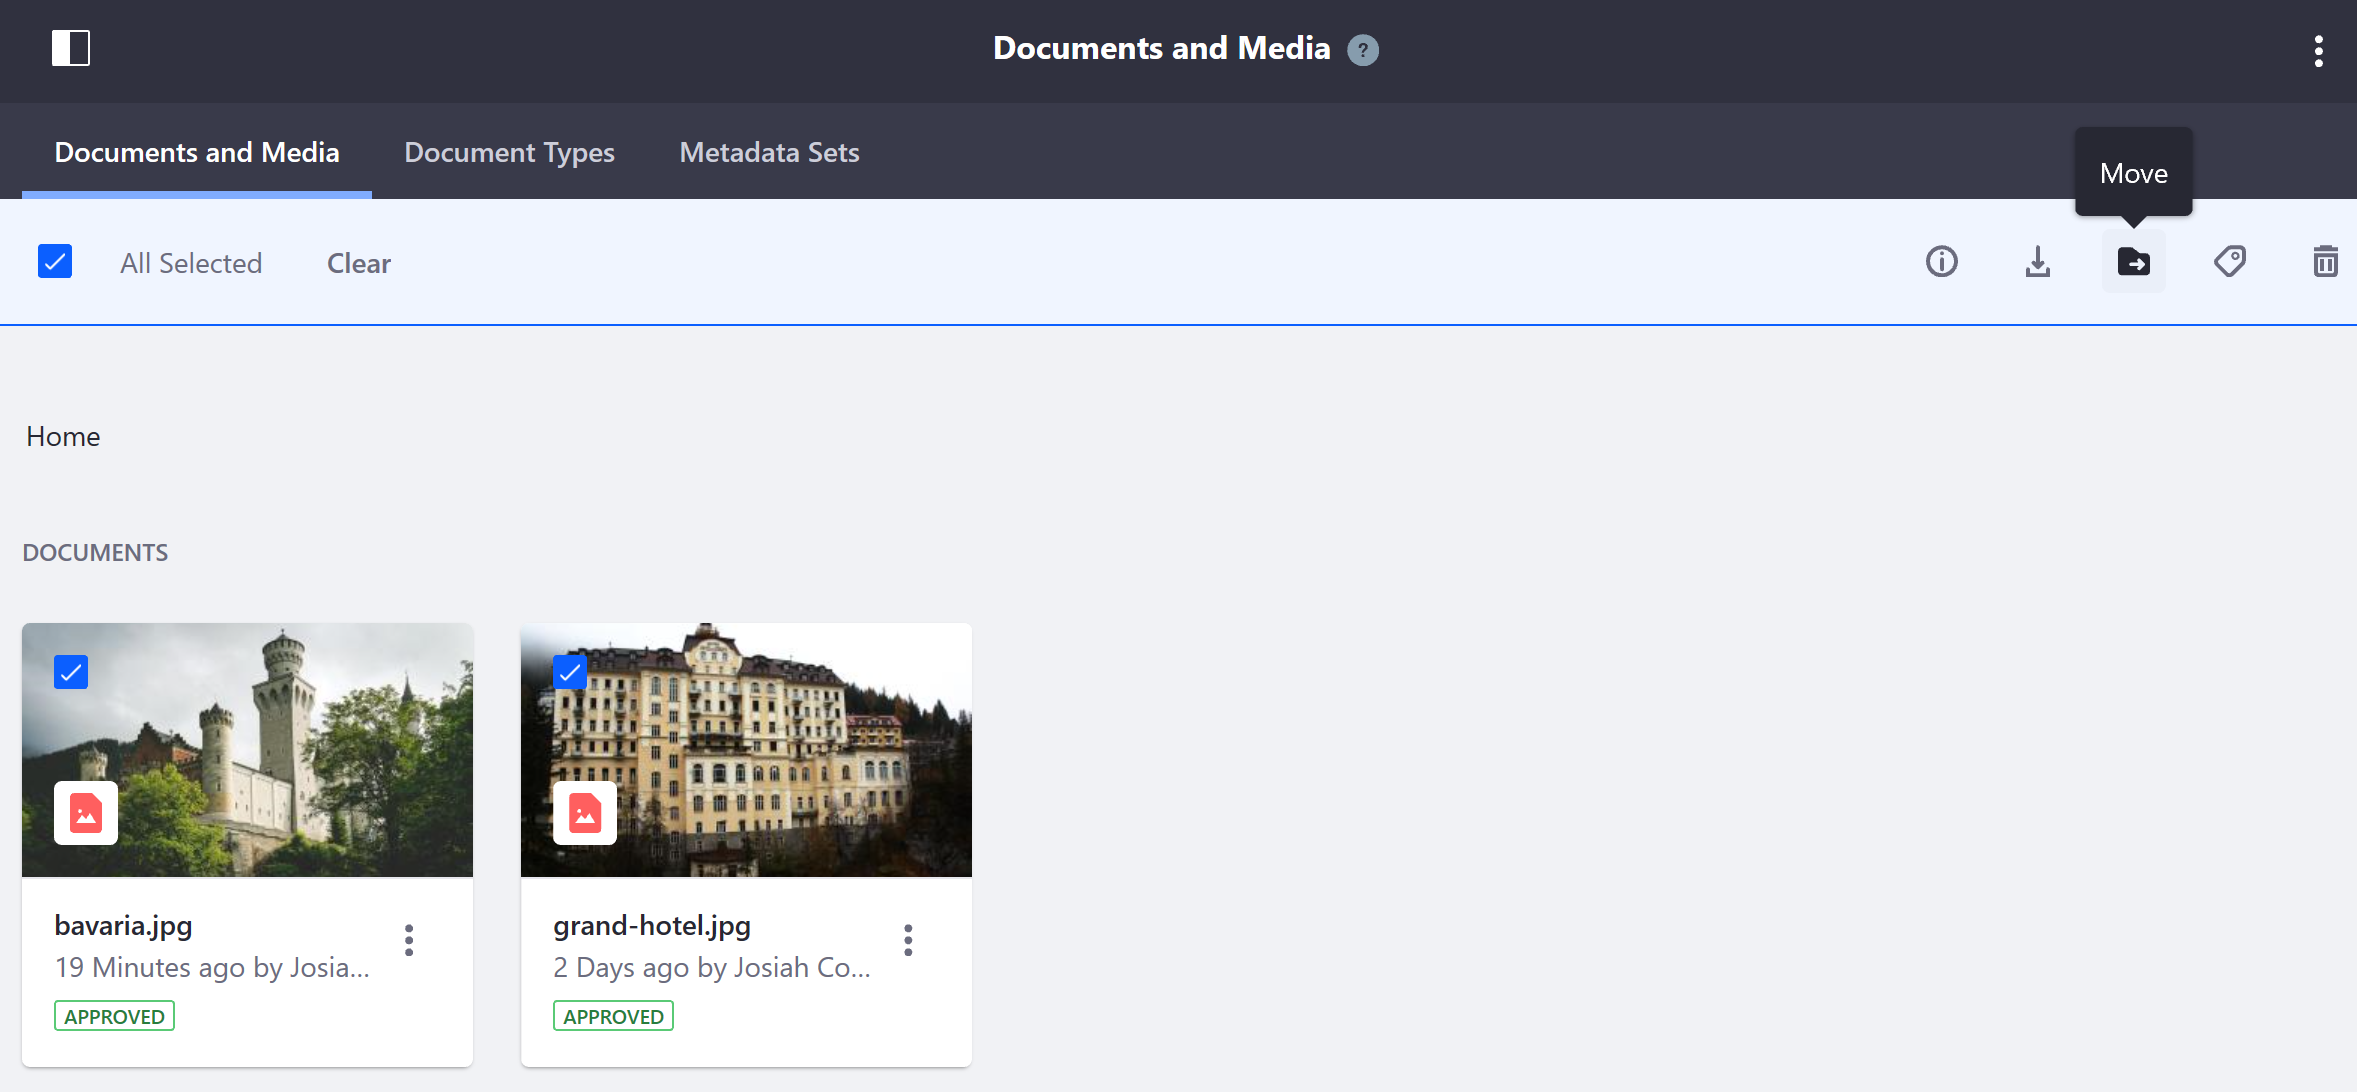 Documents and Media ?
Documents and Media Document Types Metadata Sets
Move
All Selected Clear
Home
DOCUMENTS
bavaria.jpg
19 Minutes ago by Josia...
APPROVED
grand-hotel.jpg
2 Days ago by Josiah Co...
APPROVED